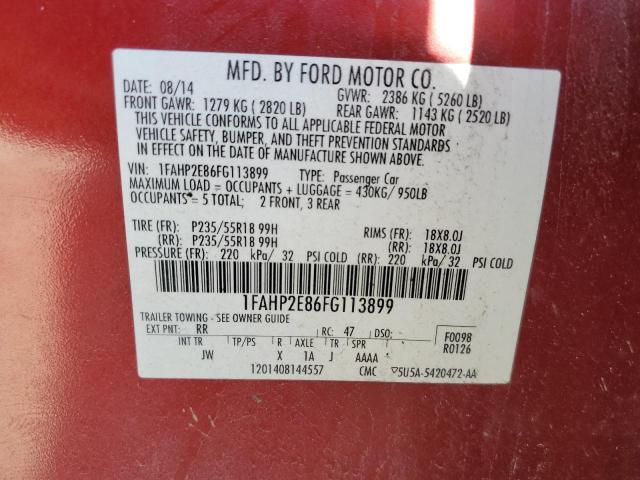 MFD. BY FORD MOTOR CO.
DATE: 08/14 GVWR: 2386 KG ( 5260 LB)
FRONT GAWR: 1279 KG ( 2820 LB) REAR GAWR: 1143 KG ( 2520 LB)
THIS VEHICLE CONFORMS TO ALL APPLICABLE FEDERAL MOTOR
VEHICLE SAFETY, BUMPER, AND THEFT PREVENTION STANDARDS
IN EFFECT ON THE DATE OF MANUFACTURE SHOWN ABOVE.
VIN: 1FAHP2E86FG113899 TYPE: Passenger Car
MAXIMUM LOAD = OCCUPANTS + LUGGAGE = 430KG/ 950LB
OCCUPANTS = 5 TOTAL; 2 FRONT, 3 REAR
TIRE (FR): P235/55R18 99H RIMS (FR): 18X8.0J
(RR): P235/55R18 99H (RR): 18X8.0J
PRESSURE (FR): 220 kPa/ 32 PSI COLD (RR): 220 kPa/ 32 PSI COLD
1FAHP2E86FG113899
TRAILER TOWING - SEE OWNER GUIDE
EXT PNT: RR RC: 47 DSO: F0098
R0126
INT TR TP/PS R AXLE TR SPR
JW X 1A J AAAA
1201408144557 CMC ▽5U5A-5420472-AA